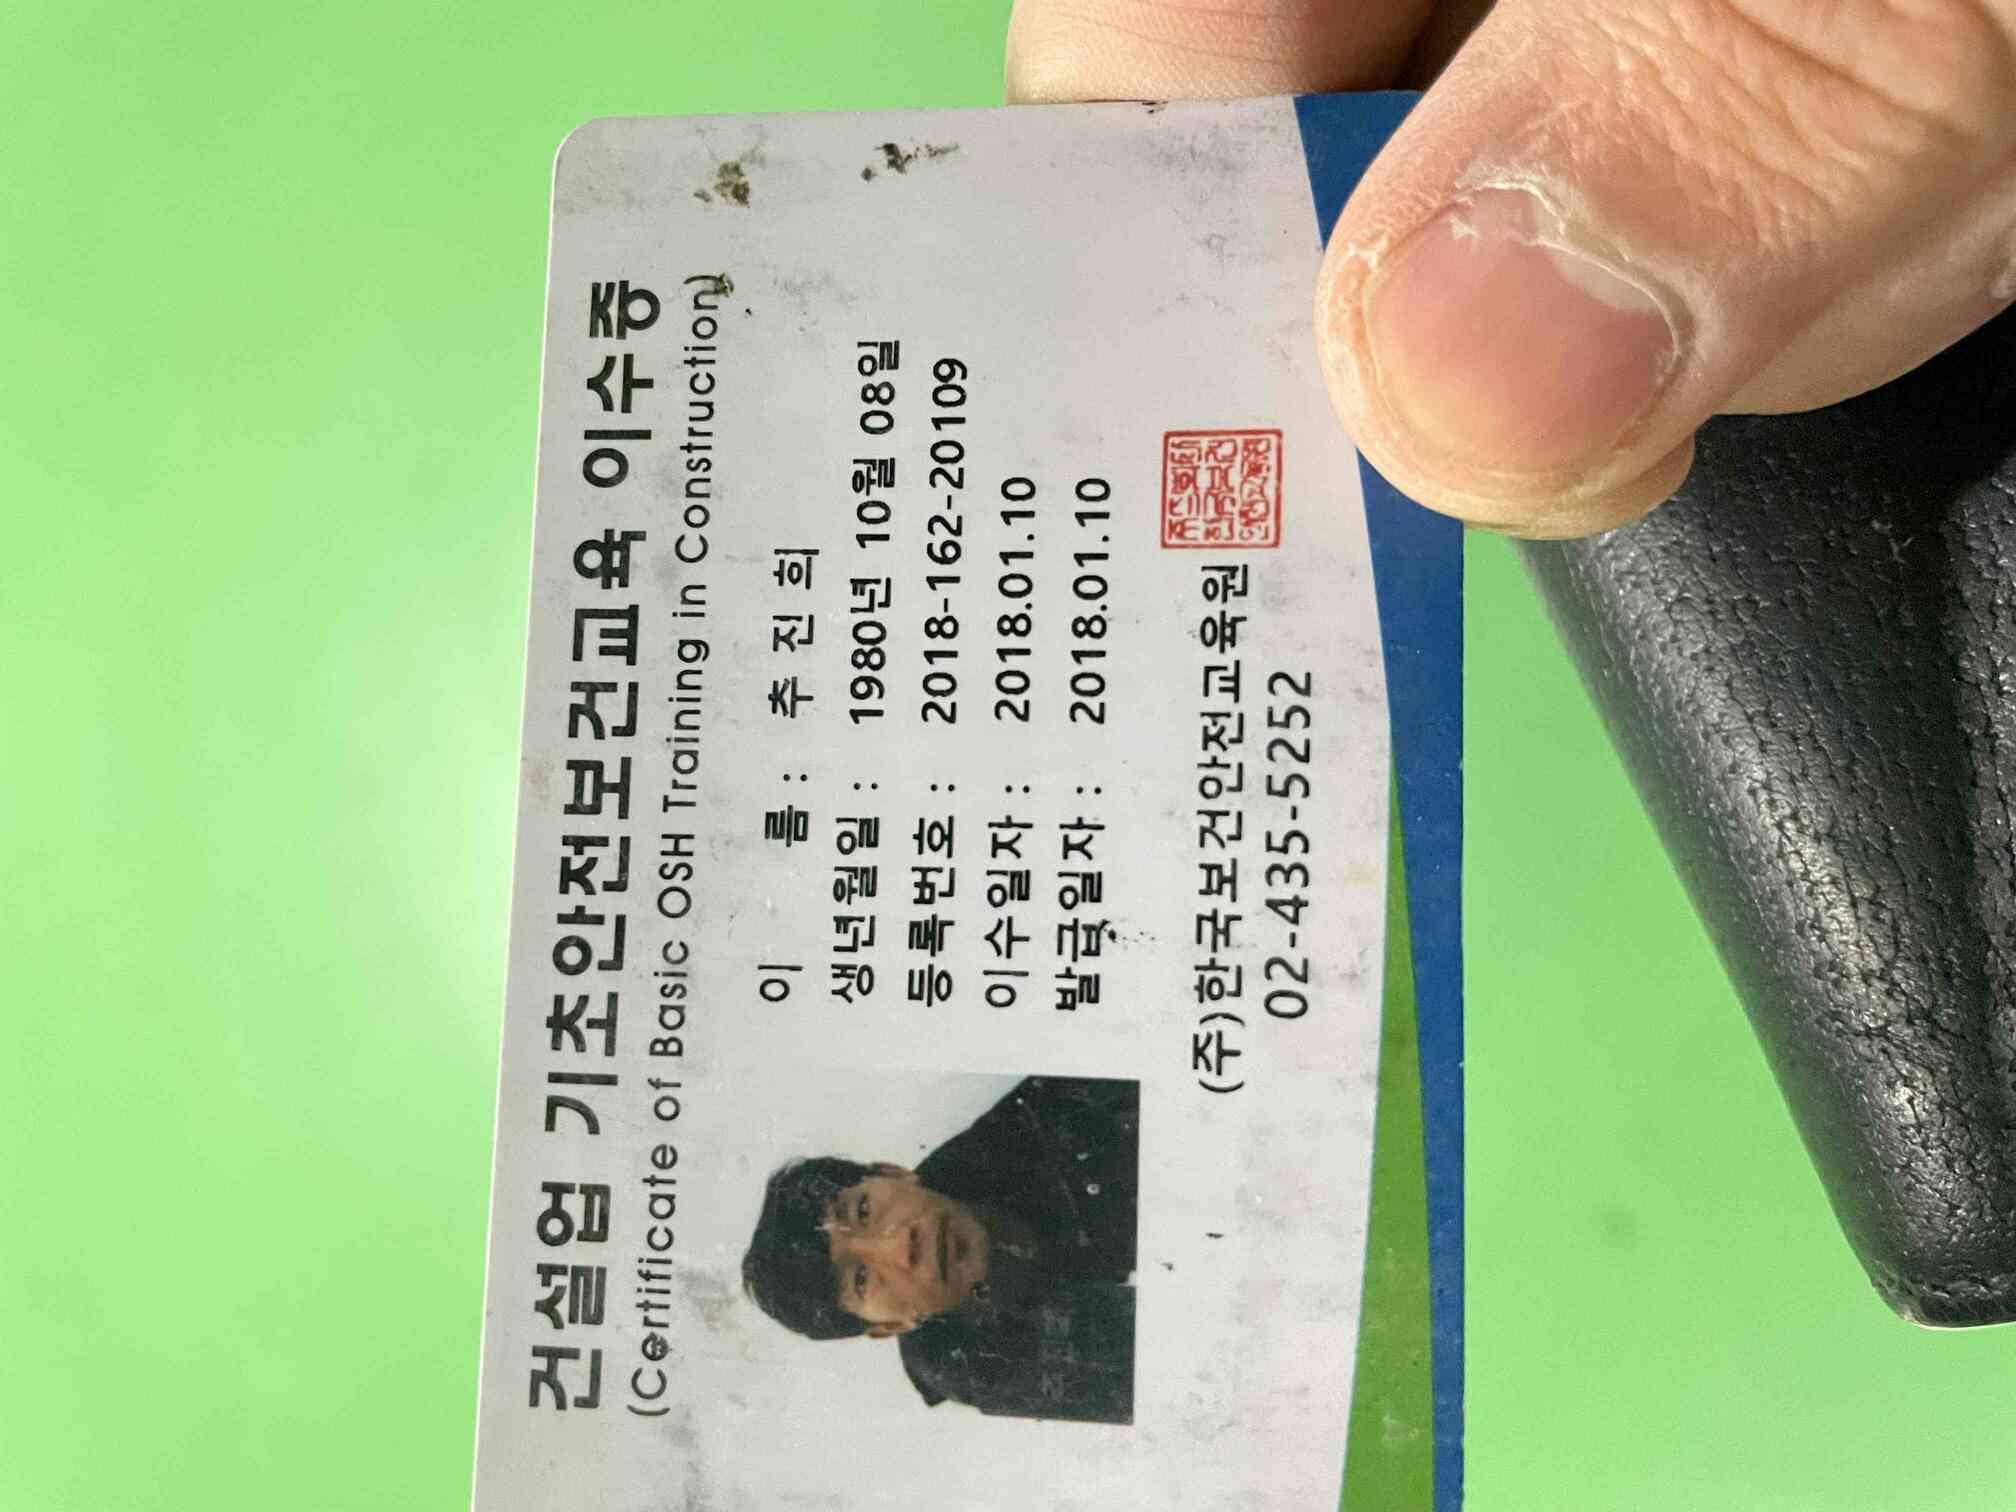 건설업 기초안전보건교육 이수증
(Certificate of Basic OSH Training in Construction)
이 름 : 추 진 희
생년월일 : 1980년 10월 08일
등록번호 : 2018-162-20109
이수일자 : 2018.01.10
발급일자 : 2018.01.10
(주)한국보건안전교육원
02-435-5252